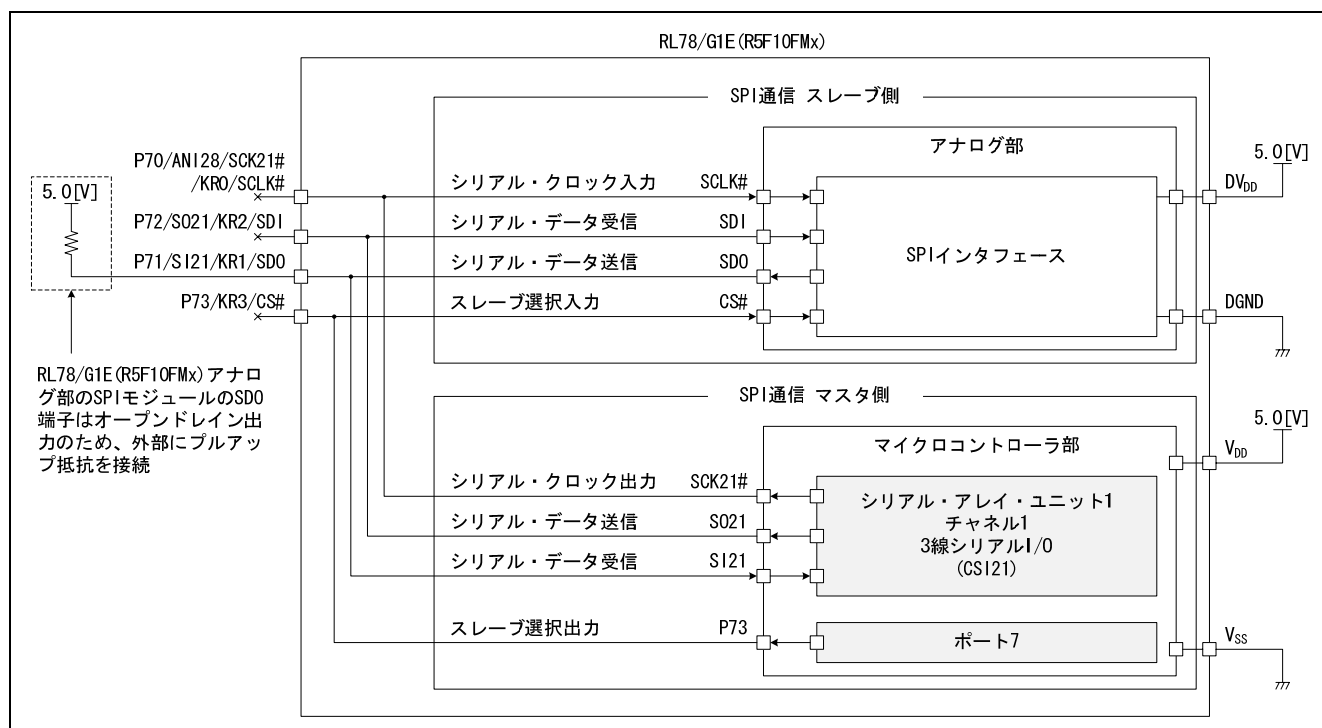 RL78/G1E(R5F10FMx)
SPI通信 スレーブ側
アナログ部
P70/ANI28/SCK21#
/KR0/SCLK#
5.0[V]
5.0[V]
シリアル・クロック入力
SCLK#
DVDD
P72/SO21/KR2/SDI
シリアル・データ受信
SDI
SPIインタフェース
P71/SI21/KR1/SDO
シリアル・データ送信
SDO
P73/KR3/CS#
スレーブ選択入力
CS#
DGND
RL78/G1E(R5F10FMx)アナロ
グ部のSPIモジュールのSDO
端子はオープンドレイン出
力のため、外部にプルアッ
プ抵抗を接続
SPI通信 マスタ側
5.0[V]
マイクロコントローラ部
VDD
シリアル・クロック出力
SCK21#
シリアル・アレイ・ユニット1
チャネル1
3線シリアルI/O
(CSI21)
シリアル・データ送信
SO21
シリアル・データ受信
SI21
スレーブ選択出力
P73
ポート7
VSS